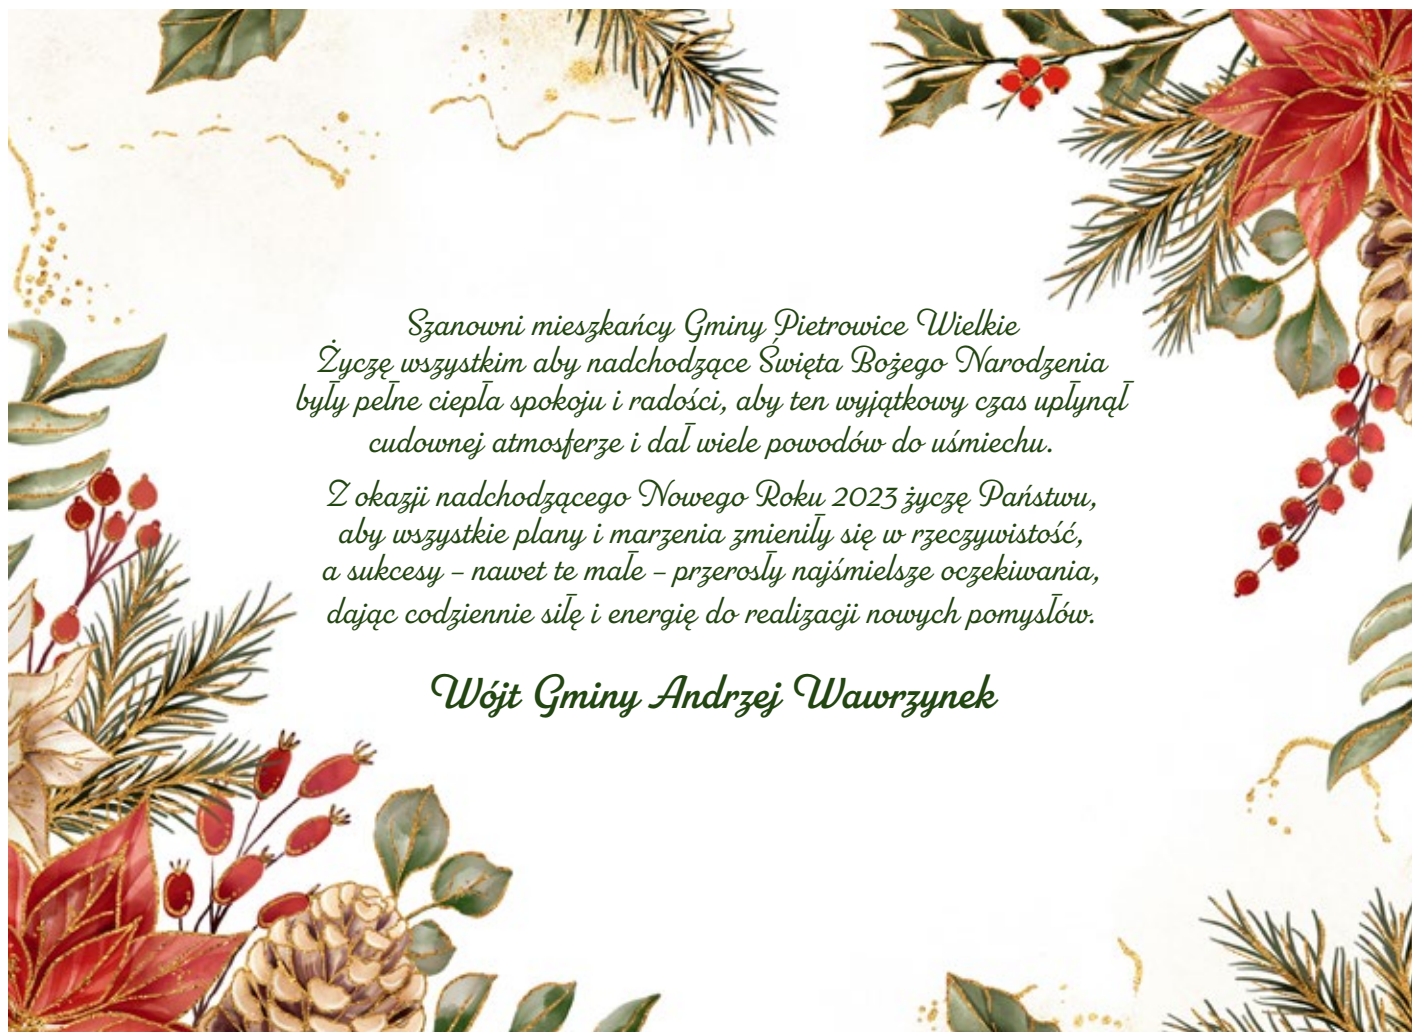 Szanowni mieszkańcy Gminy Pietrowice Wielkie
Życzę wszystkim aby nadchodzące Święta Bożego Narodzenia
były pełne ciepła spokoju i radości, aby ten wyjątkowy czas upłynął
cudownej atmosferze i dał wiele powodów do uśmiechu.
Z okazji nadchodzącego Nowego Roku 2023 życzę Państwu,
aby wszystkie plany i marzenia zmieniły się w rzeczywistość,
a sukcesy – nawet te małe – przerosły najśmielsze oczekiwania,
dając codziennie siłę i energię do realizacji nowych pomysłów.
Wójt Gminy Andrzej Wawrzynek